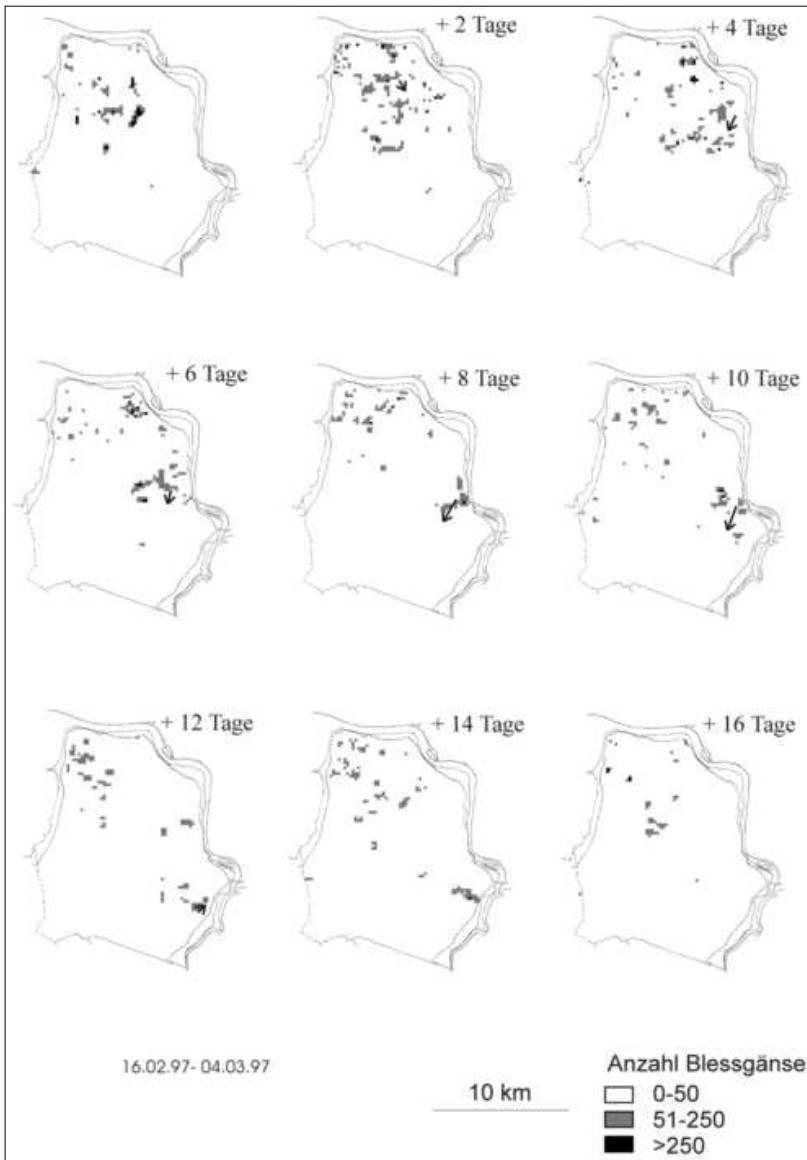 + 2 Tage
+ 4 Tage
+ 6 Tage
+ 8 Tage
+ 10 Tage
+ 12 Tage
+ 14 Tage
+ 16 Tage
16.02.97- 04.03.97
10 km
Anzahl Blessgänse
0-50
51-250
>250